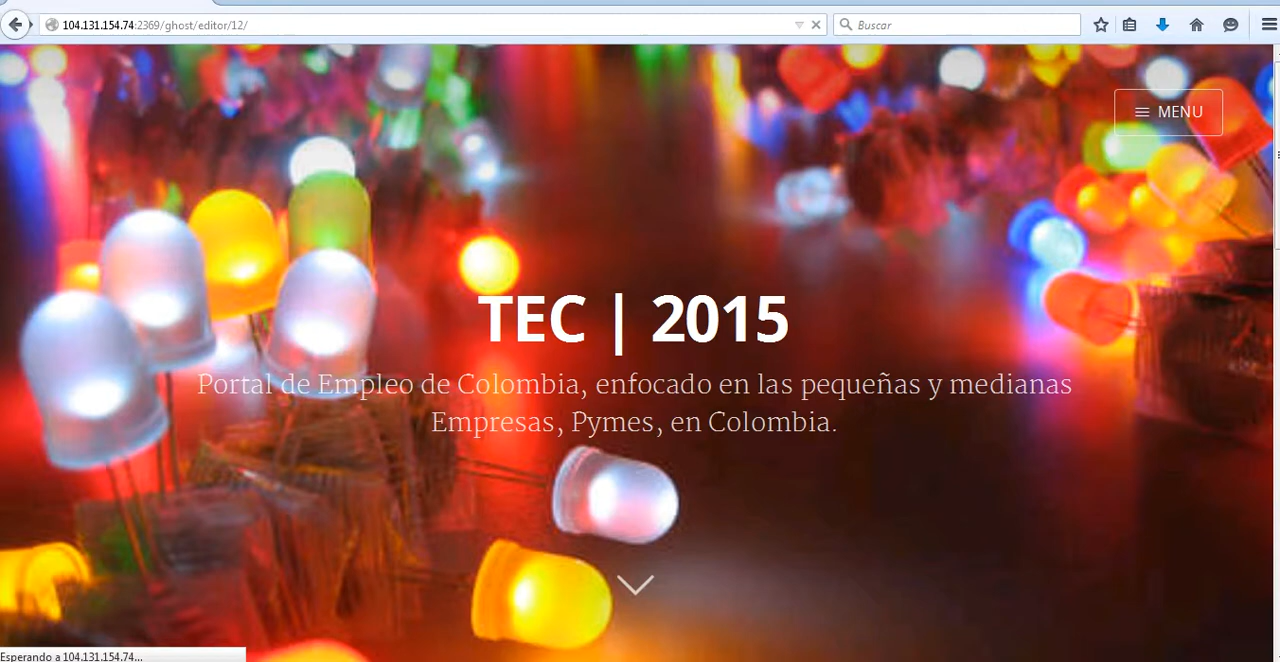 104.131.154.74:2369/ghost/editor/12/
Buscar
MENU
TEC | 2015
Portal de Empleo de Colombia, enfocado en las pequeñas y medianas
Empresas, Pymes, en Colombia.
Esperando a 104.131.154.74...